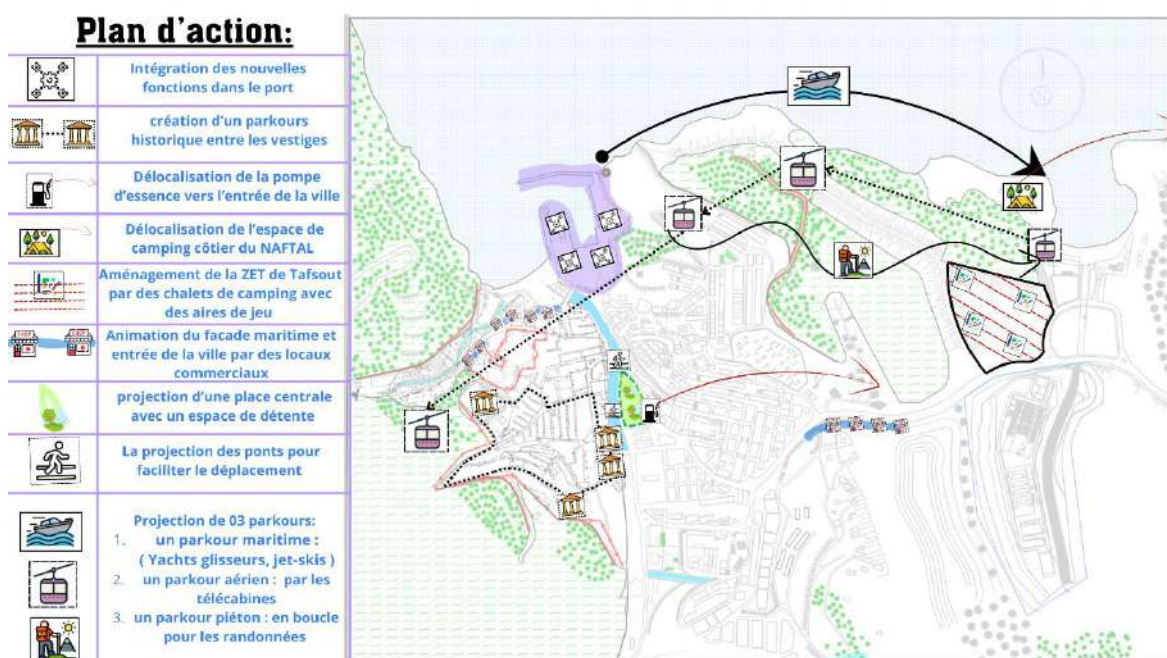 Plan d'action:
Intégration des nouvelles
fonctions dans le port
création d'un parkours
historique entre les vestiges
Délocalisation de la pompe
d'essence vers l'entrée de la ville
Délocalisation de l'espace de
camping côtier du NAFTAL
Aménagement de la ZET de Tafsout
par des chalets de camping avec
des aires de jeu
Animation du facade maritime et
entrée de la ville par des locaux
commerciaux
projection d'une place centrale
avec un espace de détente
La projection des ponts pour
faciliter le déplacement
Projection de 03 parkours:
1. un parkour maritime :
( Yachts glisseurs, jet-skis )
2. un parkour aérien : par les
télécabines
3. un parkour piéton : en boucle
pour les randonnées